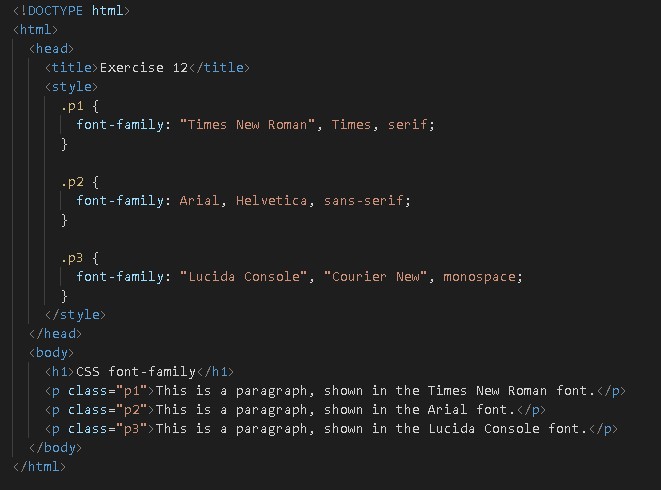 <!DOCTYPE html>
<html>
<head>
<title>Exercise 12</title>
<style>
.p1 {
font-family: "Times New Roman", Times, serif;
}
.p2 {
font-family: Arial, Helvetica, sans-serif;
}
.p3 {
font-family: "Lucida Console", "Courier New", monospace;
}
</style>
</head>
<body>
<h1>CSS font-family</h1>
<p class="p1">This is a paragraph, shown in the Times New Roman font.</p>
<p class="p2">This is a paragraph, shown in the Arial font.</p>
<p class="p3">This is a paragraph, shown in the Lucida Console font.</p>
</body>
</html>